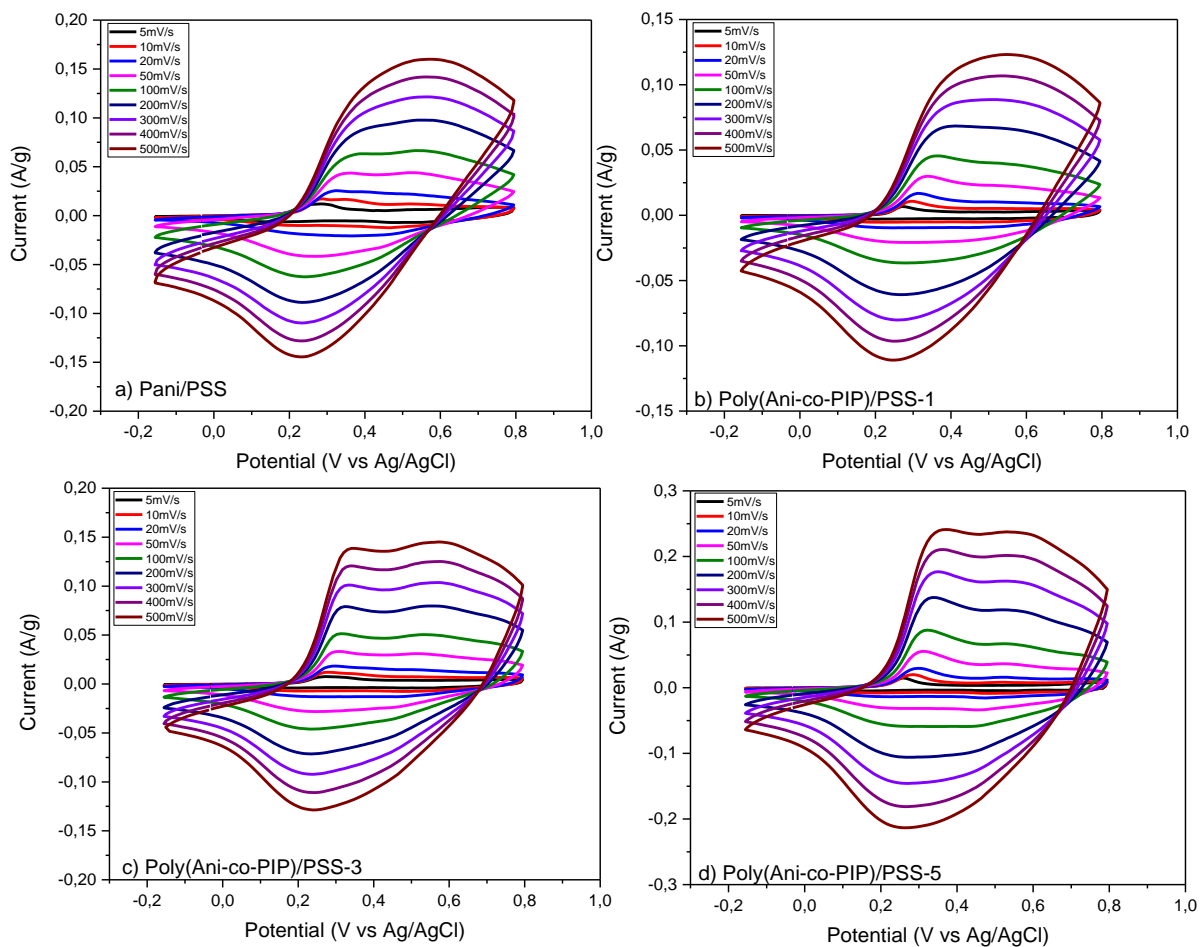 0,20
0,15
0,10
0,05
0,00
-0,05
-0,10
-0,15
-0,20
Current (A/g)
5mV/s
10mV/s
20mV/s
50mV/s
100mV/s
200mV/s
300mV/s
400mV/s
500mV/s
a) Pani/PSS
-0,2 0,0 0,2 0,4 0,6 0,8 1,0
Potential (V vs Ag/AgCl)
0,15
0,10
0,05
0,00
-0,05
-0,10
-0,15
Current (A/g)
5mV/s
10mV/s
20mV/s
50mV/s
100mV/s
200mV/s
300mV/s
400mV/s
500mV/s
b) Poly(Ani-co-PIP)/PSS-1
-0,2 0,0 0,2 0,4 0,6 0,8 1,0
Potential (V vs Ag/AgCl)
0,20
0,15
0,10
0,05
0,00
-0,05
-0,10
-0,15
-0,20
Current (A/g)
5mV/s
10mV/s
20mV/s
50mV/s
100mV/s
200mV/s
300mV/s
400mV/s
500mV/s
c) Poly(Ani-co-PIP)/PSS-3
-0,2 0,0 0,2 0,4 0,6 0,8 1,0
Potential (V vs Ag/AgCl)
0,3
0,2
0,1
0,0
-0,1
-0,2
-0,3
Current (A/g)
5mV/s
10mV/s
20mV/s
50mV/s
100mV/s
200mV/s
300mV/s
400mV/s
500mV/s
d) Poly(Ani-co-PIP)/PSS-5
-0,2 0,0 0,2 0,4 0,6 0,8 1,0
Potential (V vs Ag/AgCl)